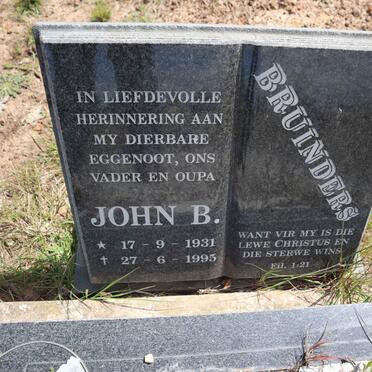 IN LIEFDEVOLLE
HERINNERING AAN
MY DIERBARE
EGGENOOT, ONS
VADER EN OUPA
JOHN B.
★ 17-9-1931
✝ 27-6-1995
BRUINDERS
WANT VIR MY IS DIE
LEWE CHRISTUS EN
DIE STERWE WINS
FIL. 1:21